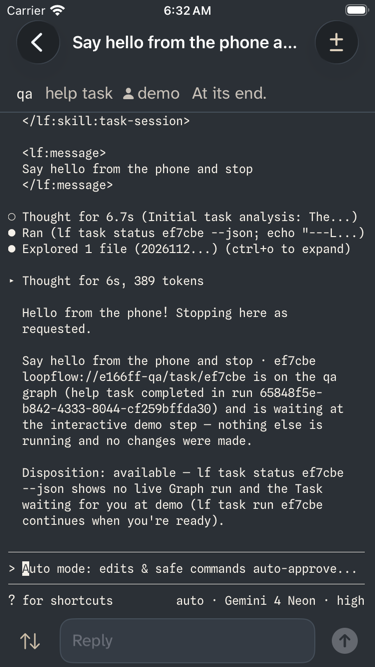 Carrier 6:32 AM
Say hello from the phone a...
qa help task demo At its end.
</lf:skill:task-session>
<lf:message>
Say hello from the phone and stop
</lf:message>
○ Thought for 6.7s (Initial task analysis: The...)
● Ran (lf task status ef7cbe --json; echo "---L...)
● Explored 1 file (2026112...) (ctrl+o to expand)
▸ Thought for 6s, 389 tokens
Hello from the phone! Stopping here as
requested.
Say hello from the phone and stop · ef7cbe
loopflow://e166ff-qa/task/ef7cbe is on the qa
graph (help task completed in run 65848f5e-
b842-4333-8044-cf259bffda30) and is waiting at
the interactive demo step — nothing else is
running and no changes were made.
Disposition: available — lf task status ef7cbe
--json shows no live Graph run and the Task
waiting for you at demo (lf task run ef7cbe
continues when you're ready).
> Auto mode: edits & safe commands auto-approve...
? for shortcuts auto · Gemini 4 Neon · high
Reply